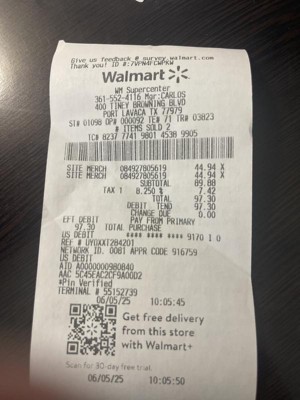 Give us feedback @ survey.walmart.com
Thank you! ID #:7VPN4FCWPKW
Walmart
WM Supercenter
361-552-4116 Mgr:CARLOS
400 TINEY BROWNING BLVD
PORT LAVACA TX 77979
ST# 01098 OP# 000092 TE# 71 TR# 03823
# ITEMS SOLD 2
TC# 8237 7741 9801 4538 9905
SITE MERCH 084927805619 44.94 X
SITE MERCH 084927805619 44.94 X
SUBTOTAL 89.88
TAX 1 8.250 % 7.42
TOTAL 97.30
DEBIT TEND 97.30
CHANGE DUE 0.00
EFT DEBIT PAY FROM PRIMARY
97.30 TOTAL PURCHASE
US DEBIT **** **** **** 9170 I 0
REF # UYOXXT284201
NETWORK ID. 0081 APPR CODE 916759
US DEBIT
AID A0000000980840
AAC 5C45EAC2CF9A00D2
*Pin Verified
TERMINAL # 55152739
06/05/25 10:05:45
Get free delivery
from this store
with Walmart+
Scan for 30-day free trial.
06/05/25 10:05:50